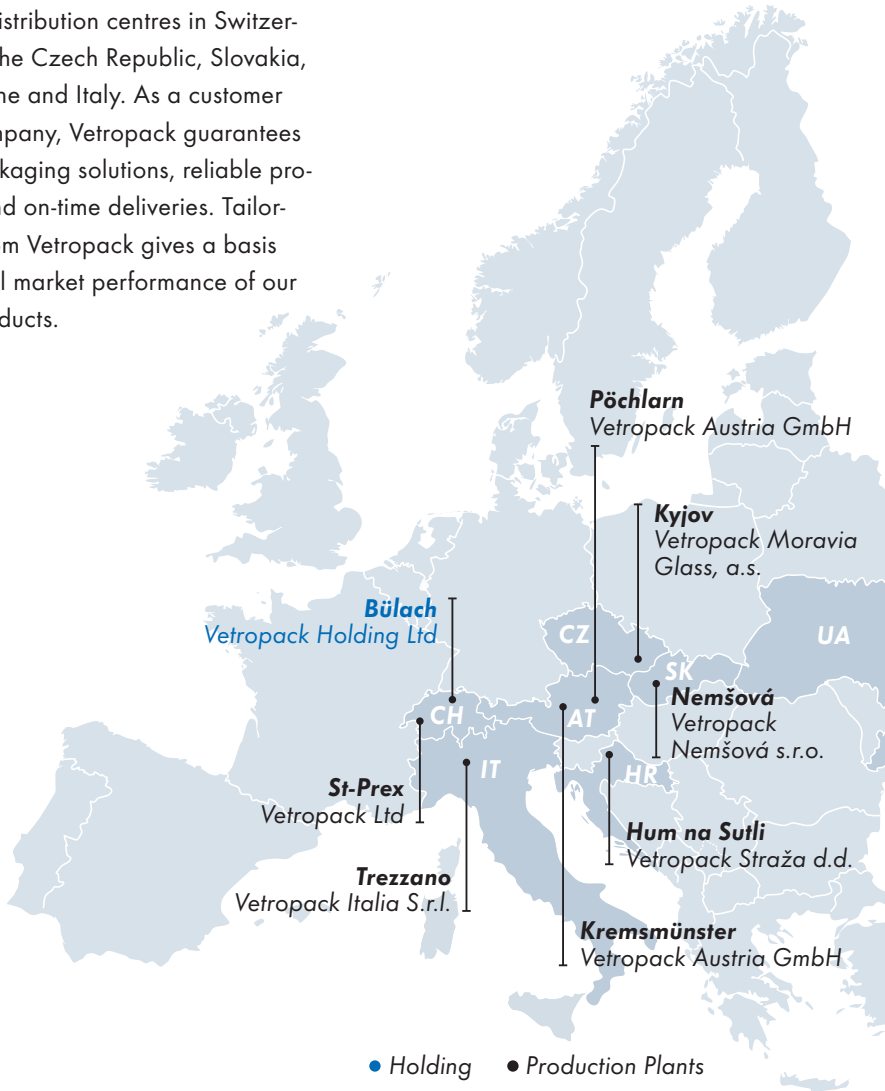 istribution centres in Switzer-
he Czech Republic, Slovakia,
ne and Italy. As a customer
mpany, Vetropack guarantees
kaging solutions, reliable pro-
nd on-time deliveries. Tailor-
om Vetropack gives a basis
l market performance of our
ducts.
Pöchlarn
Vetropack Austria GmbH
Kyjov
Vetropack Moravia
Glass, a.s.
Bülach
Vetropack Holding Ltd
CZ
UA
SK
Nemšová
Vetropack
Nemšová s.r.o.
CH
AT
IT
HR
St-Prex
Vetropack Ltd
Hum na Sutli
Vetropack Straža d.d.
Trezzano
Vetropack Italia S.r.l.
Kremsmünster
Vetropack Austria GmbH
Holding
Production Plants